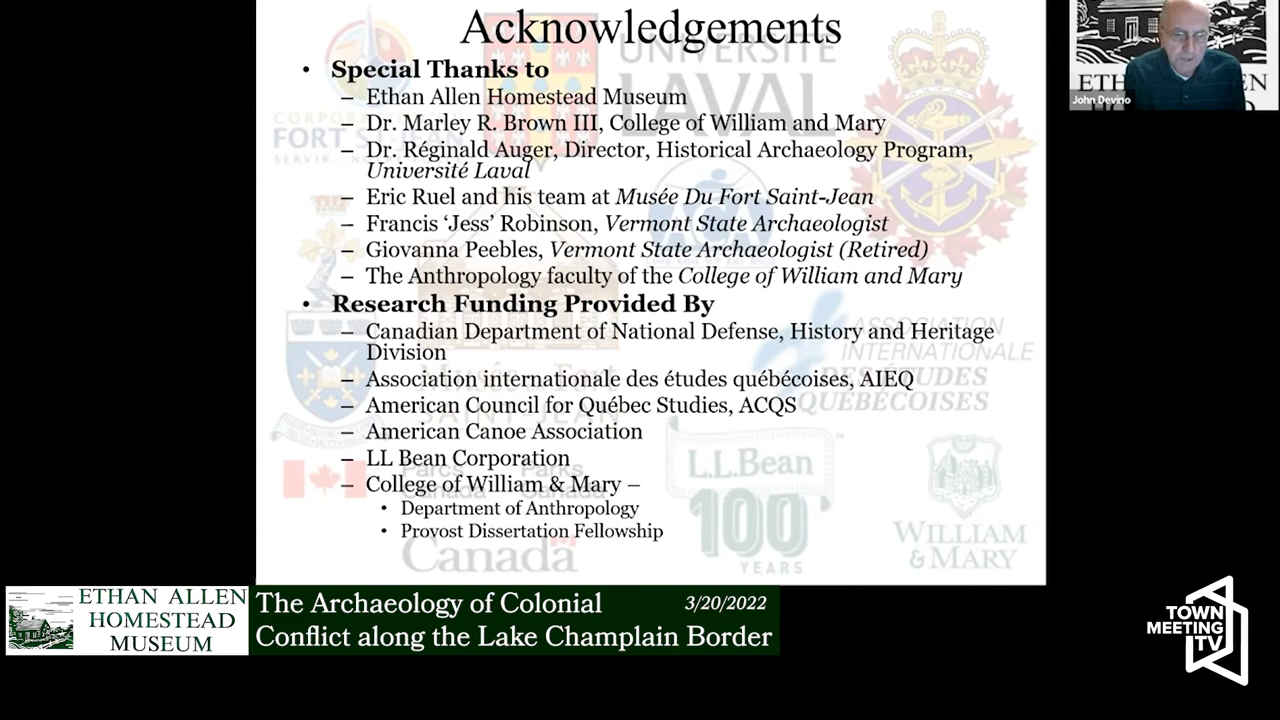 Acknowledgements
• Special Thanks to
– Ethan Allen Homestead Museum
– Dr. Marley R. Brown III, College of William and Mary
– Dr. Réginald Auger, Director, Historical Archaeology Program,
Université Laval
– Eric Ruel and his team at Musée Du Fort Saint-Jean
– Francis ‘Jess’ Robinson, Vermont State Archaeologist
– Giovanna Peebles, Vermont State Archaeologist (Retired)
– The Anthropology faculty of the College of William and Mary
• Research Funding Provided By
– Canadian Department of National Defense, History and Heritage
Division
– Association internationale des études québécoises, AIEQ
– American Council for Québec Studies, ACQS
– American Canoe Association
– LL Bean Corporation
– College of William & Mary –
• Department of Anthropology
• Provost Dissertation Fellowship
UNIVERSITÉ
LAVAL
FORT
ASSOCIATION
INTERNATIONALE
DES ÉTUDES
QUÉBÉCOISES
SAINT-JEAN
Parcs Parks
Canada Canada
L.L.Bean
100
YEARS
WILLIAM
& MARY
Canada
John Devino
ETHAN ALLEN
HOMESTEAD
MUSEUM
The Archaeology of Colonial 3/20/2022
Conflict along the Lake Champlain Border
TOWN
MEETING
TV